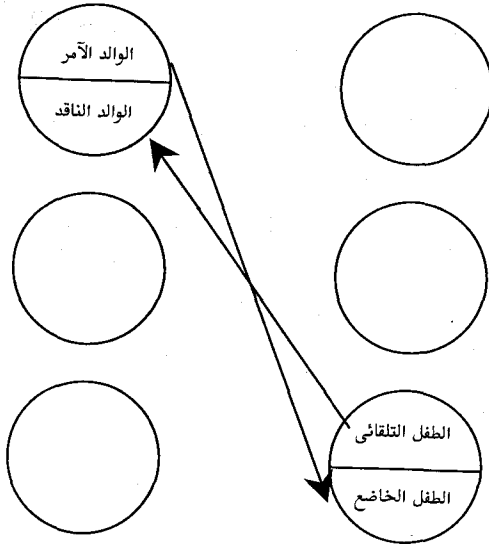 الوالد الآمر
الوالد الناقد
الطفل التلقائى
الطفل الخاضع